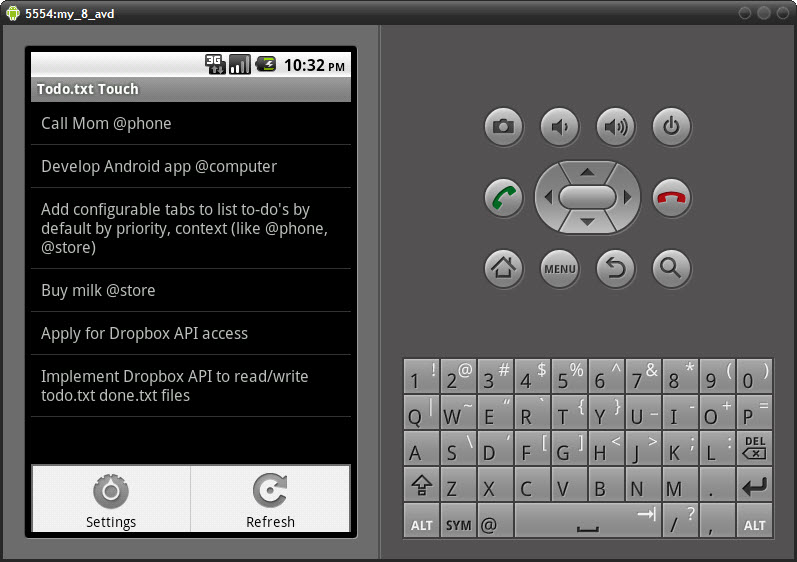 5554:my_8_avd
3G 10:32 PM
Todo.txt Touch
Call Mom @phone
Develop Android app @computer
Add configurable tabs to list to-do's by
default by priority, context (like @phone,
@store)
Buy milk @store
Apply for Dropbox API access
Implement Dropbox API to read/write
todo.txt done.txt files
Settings Refresh
MENU
1 ! 2 @ 3 # 4 $ 5 % 6 ^ 7 & 8 * 9 ( 0 )
Q | W ~ E “ R ` T { Y } U _ I - O + P =
A S \ D ‘ F [ G ] H < J > K ; L : DEL
Z X C V B N M .
ALT SYM @ / ? , ALT